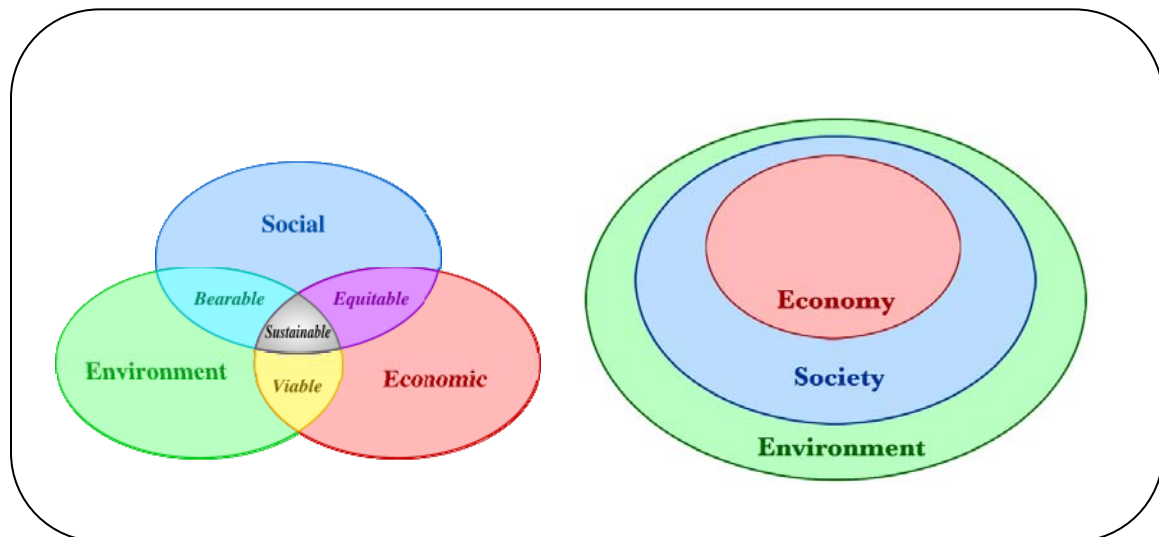 Social
Bearable
Equitable
Sustainable
Environment
Viable
Economic
Economy
Society
Environment